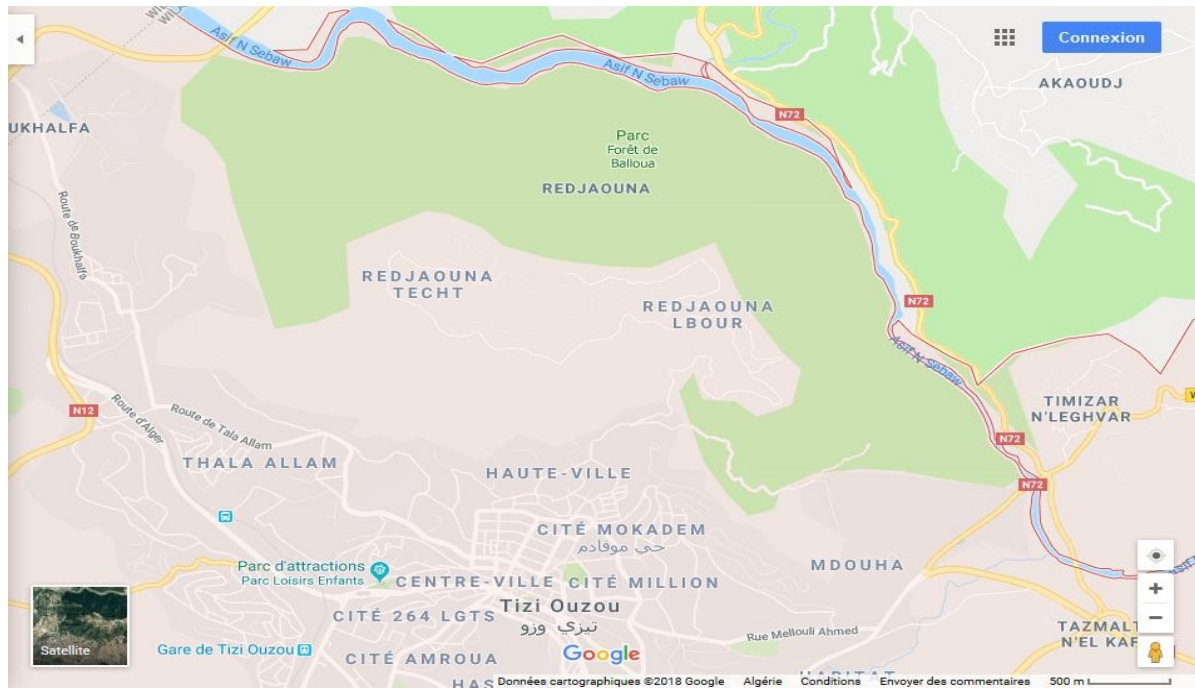 Asif N Sebaw
Connexion
Asif N Sebaw
AKAOUDJ
N72
UKHALFA
Parc
Forêt de
Balloua
REDJAOUNA
Route de Boukhalfa
REDJAOUNA
TECHT
REDJAOUNA
LBOUR
N72
Asif N Sebaw
N12
Route d'Alger
Route de Tala Allam
TIMIZAR
N'LEGHVAR
N72
THALA ALLAM
HAUTE-VILLE
N72
CITÉ MOKADEM
حي موقادم
Parc d'attractions
Parc Loisirs Enfants
CENTRE-VILLE
CITÉ MILLION
MDOUHA
CITÉ 264 LGTS
Tizi Ouzou
تيزي وزو
Rue Mellouli Ahmed
TAZMALT
N'EL KAF
Satellite
Gare de Tizi Ouzou
CITÉ AMROUA
Google
HAS
HABITAT
Données cartographiques ©2018 Google Algérie Conditions Envoyer des commentaires 500 m